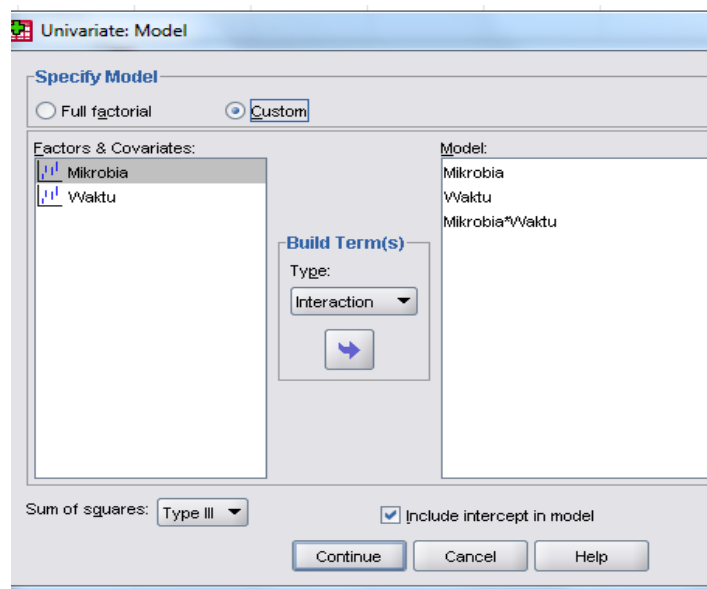 Univariate: Model
Specify Model
Full factorial
Custom
Factors & Covariates:
Mikrobia
Waktu
Build Term(s)
Type:
Interaction
Model:
Mikrobia
Waktu
Mikrobia*Waktu
Sum of squares: Type III
Include intercept in model
Continue
Cancel
Help